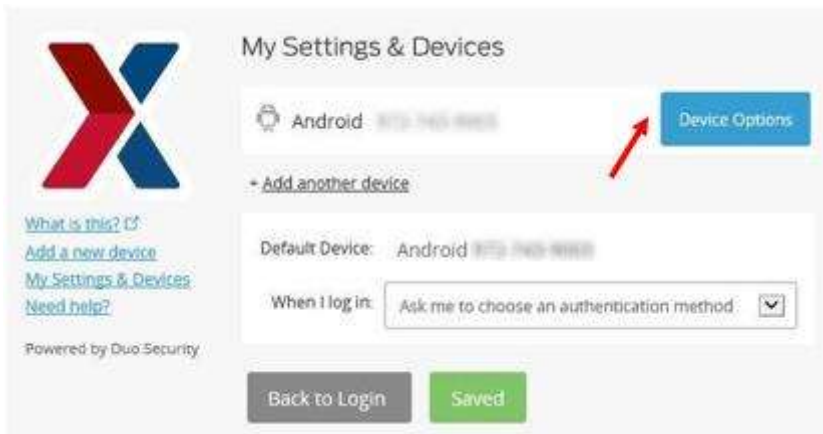 My Settings & Devices
Android
Device Options
+ Add another device
What is this?
Add a new device
My Settings & Devices
Need help?
Powered by Duo Security
Default Device: Android
When I log in: Ask me to choose an authentication method
Back to Login
Saved